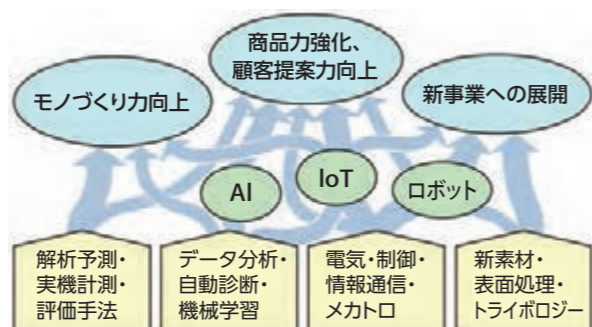 商品力強化、
顧客提案力向上
モノづくり力向上
新事業への展開
AI
IoT
ロボット
解析予測・
実機計測・
評価手法
データ分析・
自動診断・
機械学習
電気・制御・
情報通信・
メカトロ
新素材・
表面処理・
トライボロジー